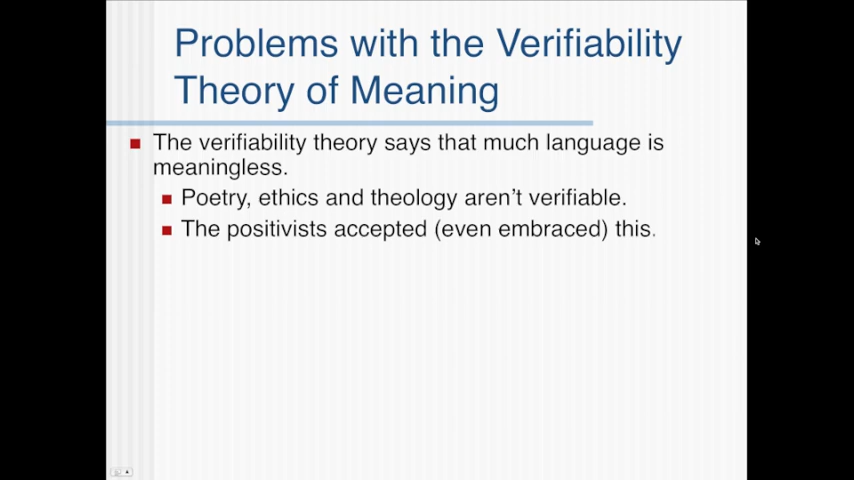 Problems with the Verifiability
Theory of Meaning
The verifiability theory says that much language is
meaningless.
Poetry, ethics and theology aren't verifiable.
The positivists accepted (even embraced) this.